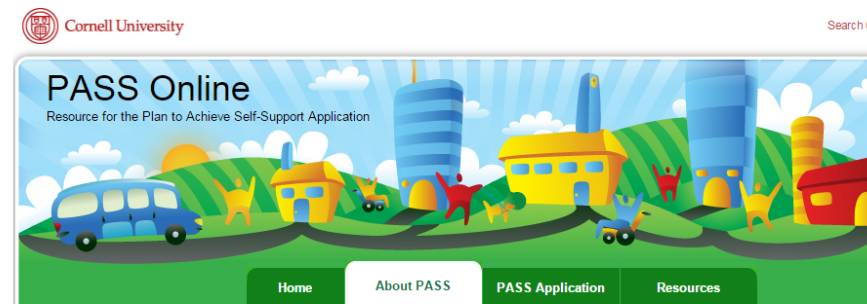 Cornell University
Search
PASS Online
Resource for the Plan to Achieve Self-Support Application
Home
About PASS
PASS Application
Resources